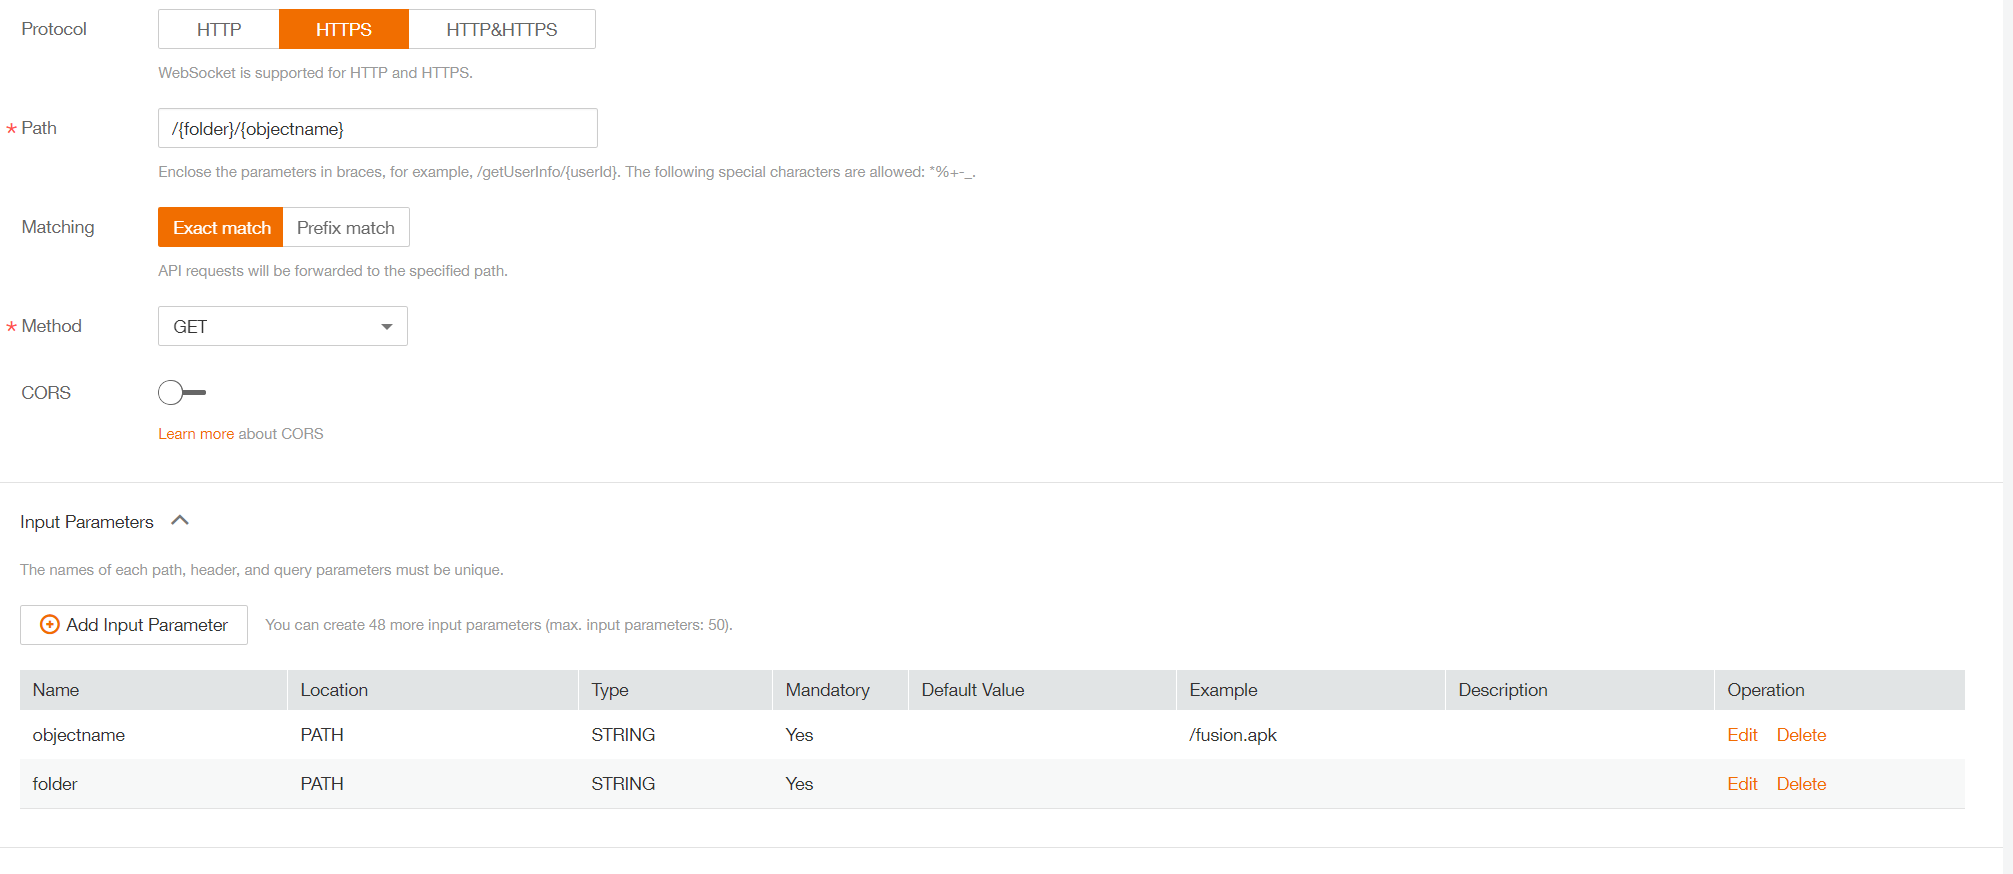 Protocol HTTP HTTPS HTTP&HTTPS
WebSocket is supported for HTTP and HTTPS.
* Path /{folder}/{objectname}
Enclose the parameters in braces, for example, /getUserInfo/{userId}. The following special characters are allowed: *%+-_.
Matching Exact match Prefix match
API requests will be forwarded to the specified path.
* Method GET
CORS
Learn more about CORS
Input Parameters
The names of each path, header, and query parameters must be unique.
Add Input Parameter You can create 48 more input parameters (max. input parameters: 50).
Name Location Type Mandatory Default Value Example Description Operation
objectname PATH STRING Yes /fusion.apk Edit Delete
folder PATH STRING Yes Edit Delete